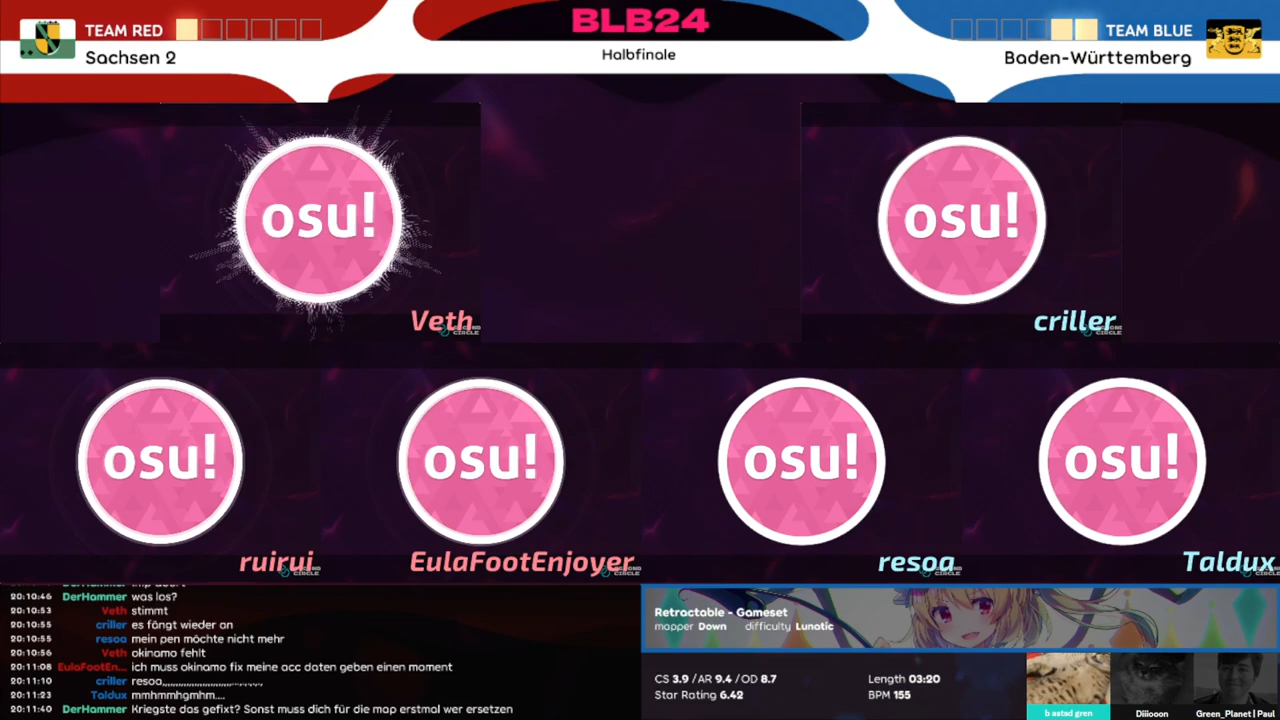 TEAM RED
BLB24
TEAM BLUE
Sachsen 2
Halbfinale
Baden-Württemberg
osu!
osu!
Veth
criller
osu!
osu!
osu!
osu!
ruirui
EulaFootEnjoyer
resoa
Taldux
20:10:46 DerHammer was los?
20:10:53 Veth stimmt
20:10:55 criller es fängt wieder an
20:10:55 resoa mein pen möchte nicht mehr
20:10:56 Veth okinamo fehlt
20:11:08 EulaFootEn... ich muss okinamo fix meine acc daten geben einen moment
20:11:10 criller
20:11:23 Taldux mmhmmhgmhm....
20:11:40 DerHammer Kriegste das gefixt? Sonst muss dich für die map erstmal wer ersetzen
Retractable - Gameset
mapper Down difficulty Lunatic
CS 3.9 / AR 9.4 / OD 8.7
Length 03:20
Star Rating 6.42
BPM 155
b astsd gren
Diiiooon
Green_Planet | Paul